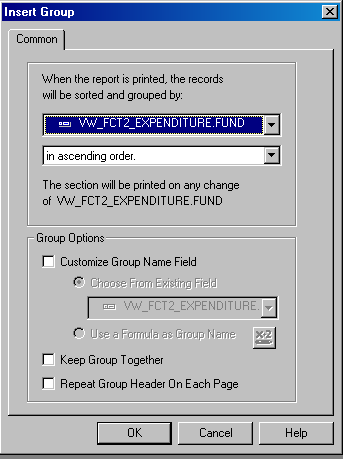 Insert Group
Common
When the report is printed, the records
will be sorted and grouped by:
VW_FCT2_EXPENDITURE.FUND
in ascending order.
The section will be printed on any change
of VW_FCT2_EXPENDITURE.FUND
Group Options
Customize Group Name Field
Choose From Existing Field
VW_FCT2_EXPENDITURE.
Use a Formula as Group Name
X·2
Keep Group Together
Repeat Group Header On Each Page
OK
Cancel
Help